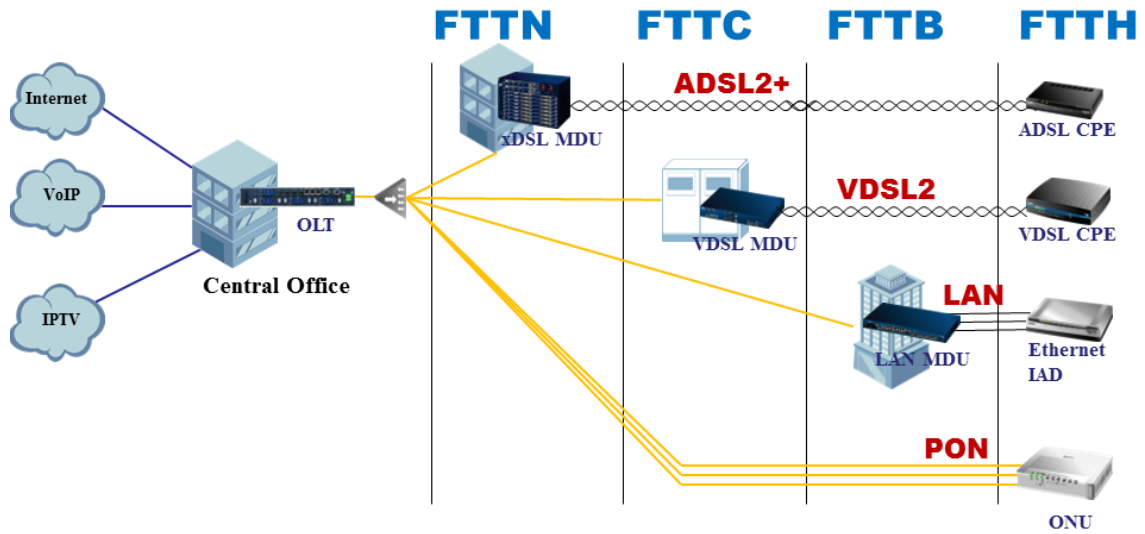 FTTN FTTC FTTB FTTH
Internet
VoIP
IPTV
OLT
Central Office
xDSL MDU
ADSL2+
ADSL CPE
VDSL MDU
VDSL2
VDSL CPE
LAN MDU
LAN
Ethernet
IAD
PON
ONU